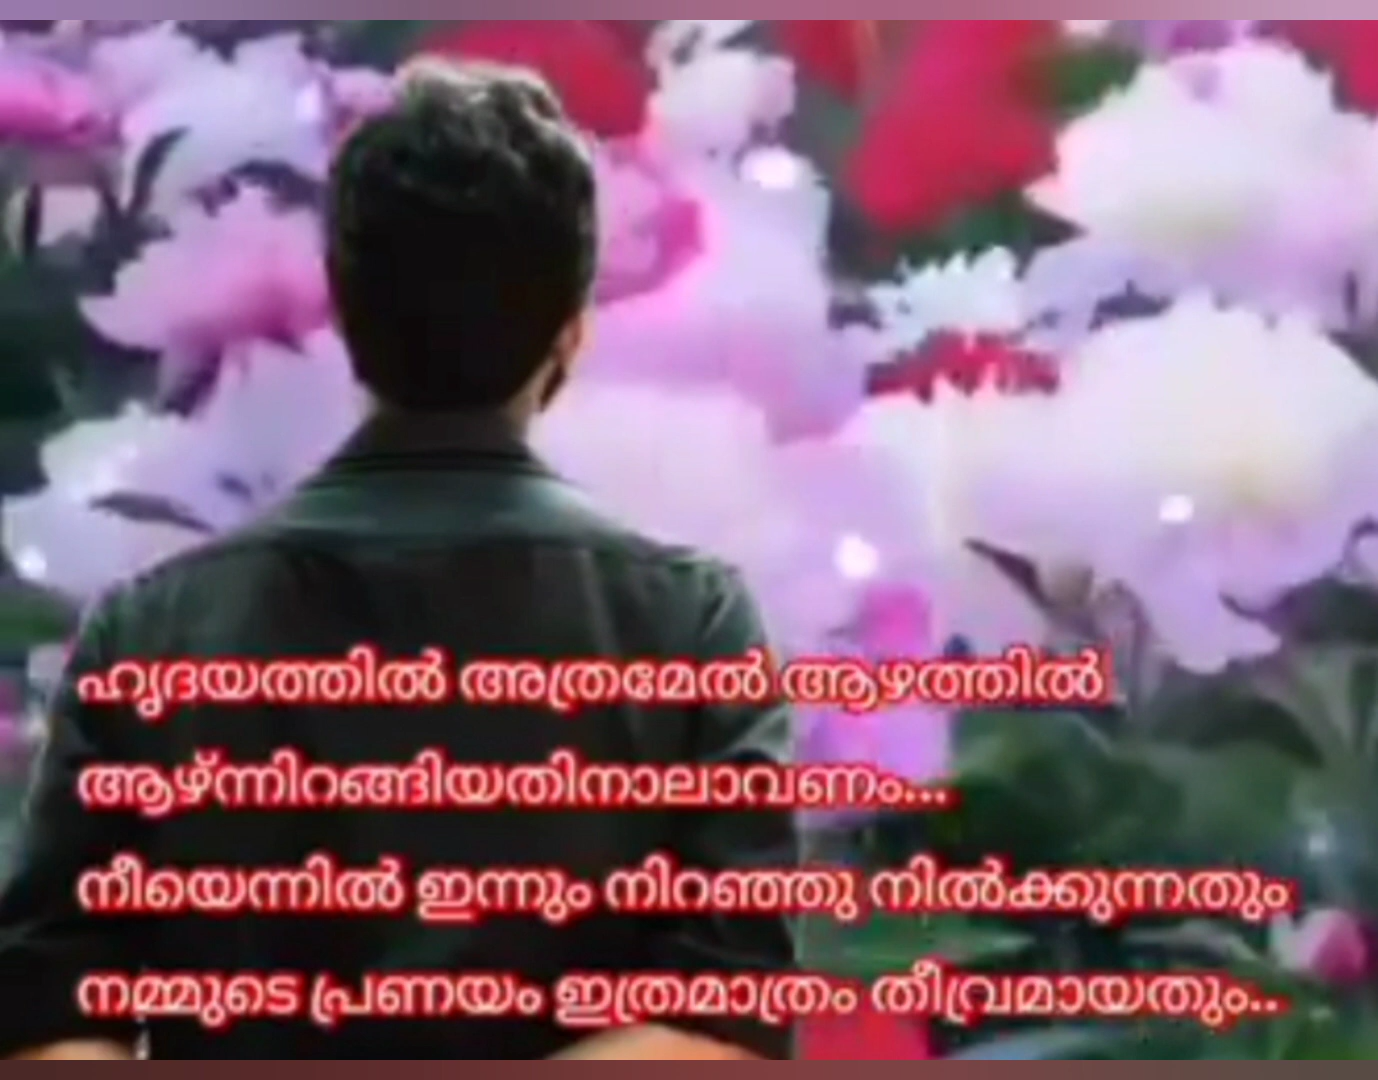 ഹൃദയത്തിൽ അത്രമേൽ ആഴത്തിൽ
ആഴ്ന്നിറങ്ങിയതിനാലാവണം...
നീയെന്നിൽ ഇന്നും നിറഞ്ഞു നിൽക്കുന്നതും
നമ്മുടെ പ്രണയം ഇത്രമാത്രം തീവ്രമായതും..